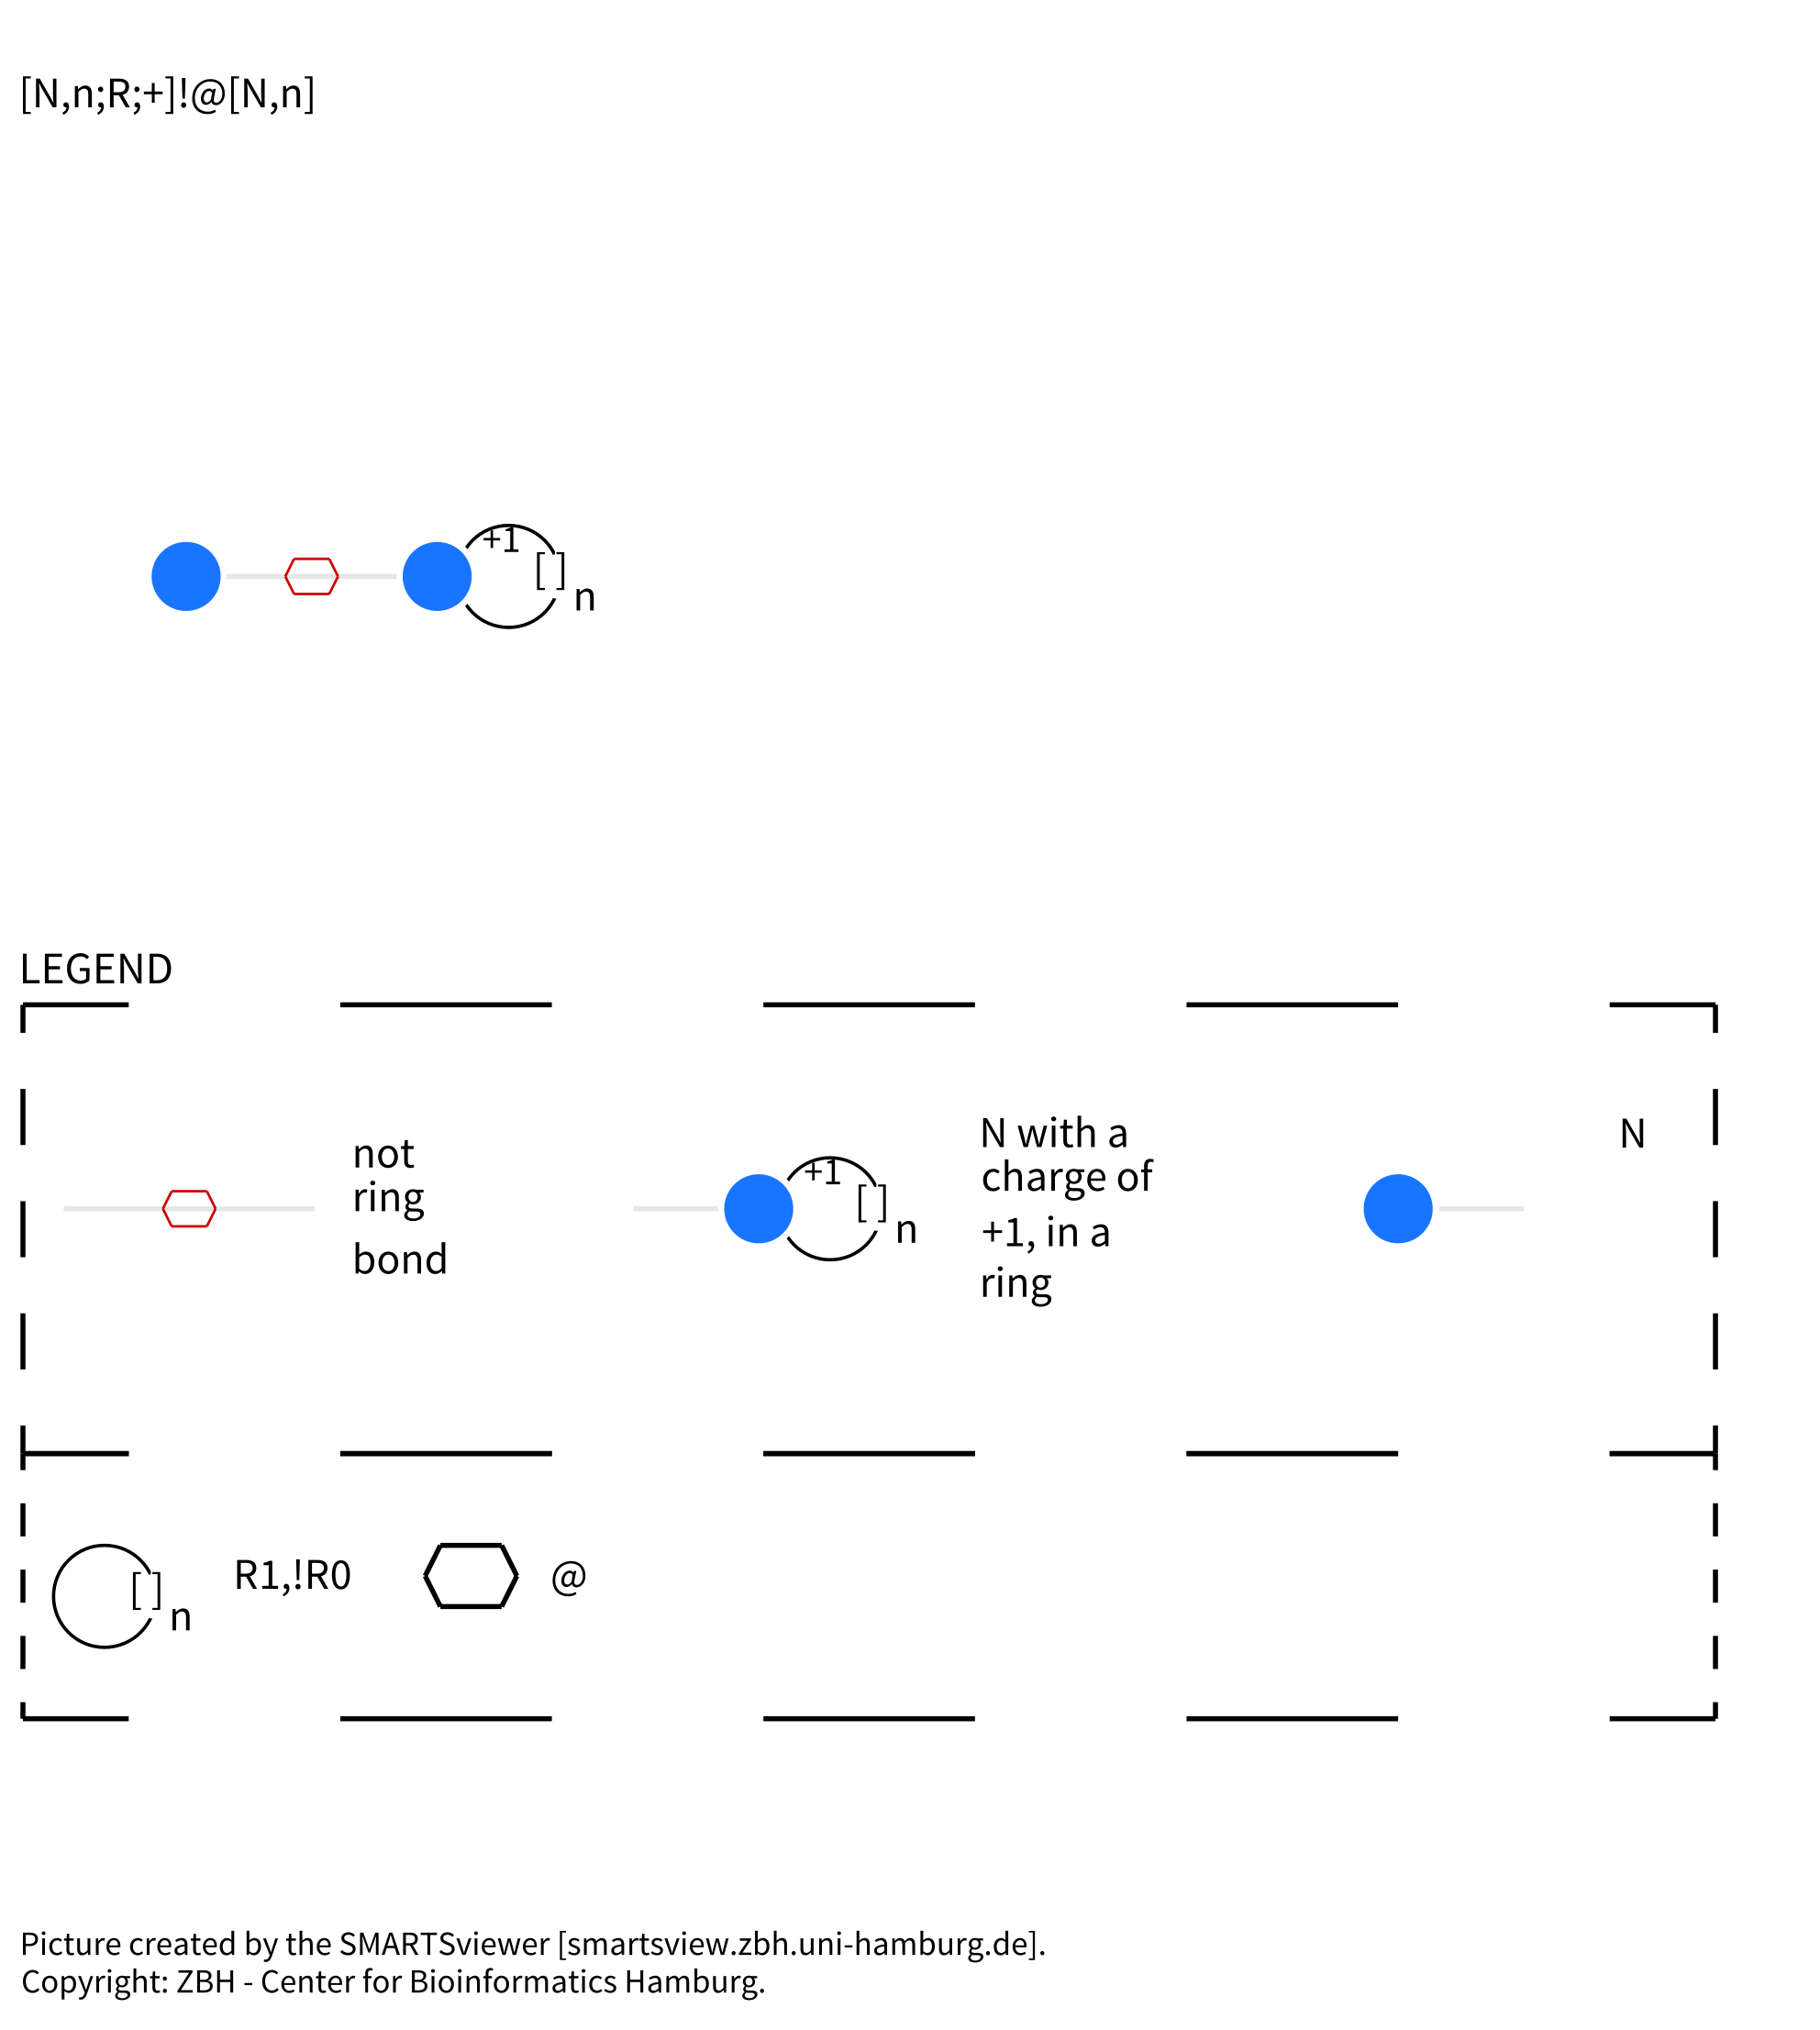 [N,n;R;+]!@[N,n]
+1
[]
n
LEGEND
not
ring
bond
+1
[]
n
N with a
charge of
+1, in a
ring
N
[]
n
R1,!R0
@
Picture created by the SMARTSviewer [smartsview.zbh.uni-hamburg.de].
Copyright: ZBH - Center for Bioinformatics Hamburg.